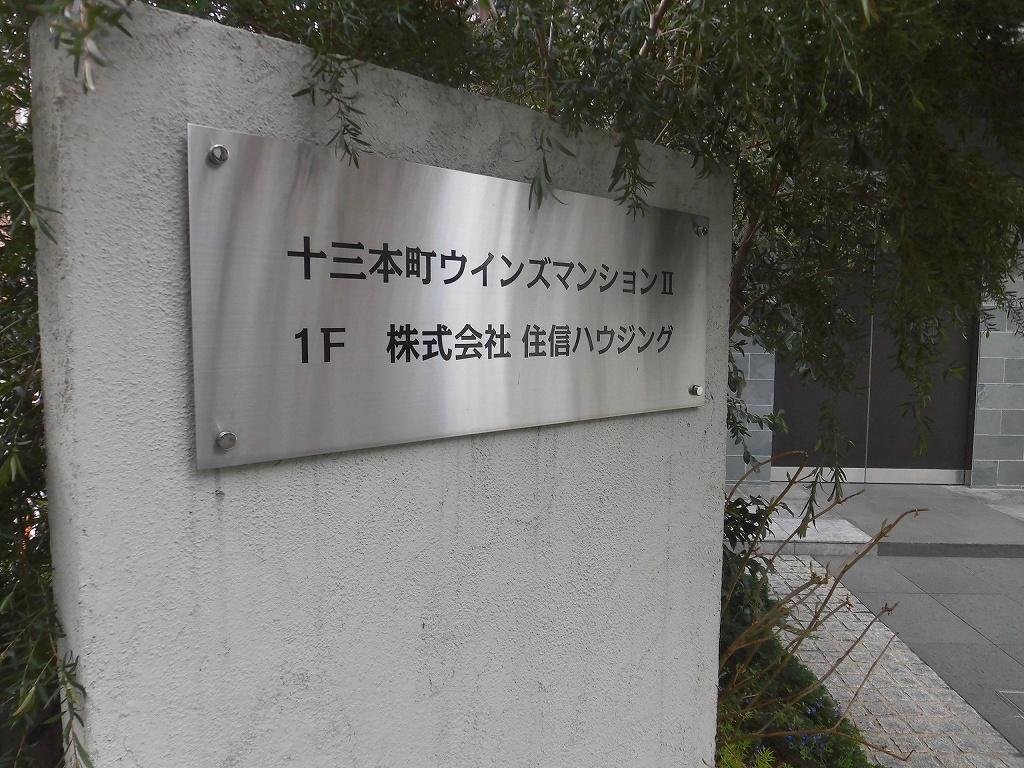 十三本町ウインズマンションⅡ
1F　株式会社 住信ハウジング